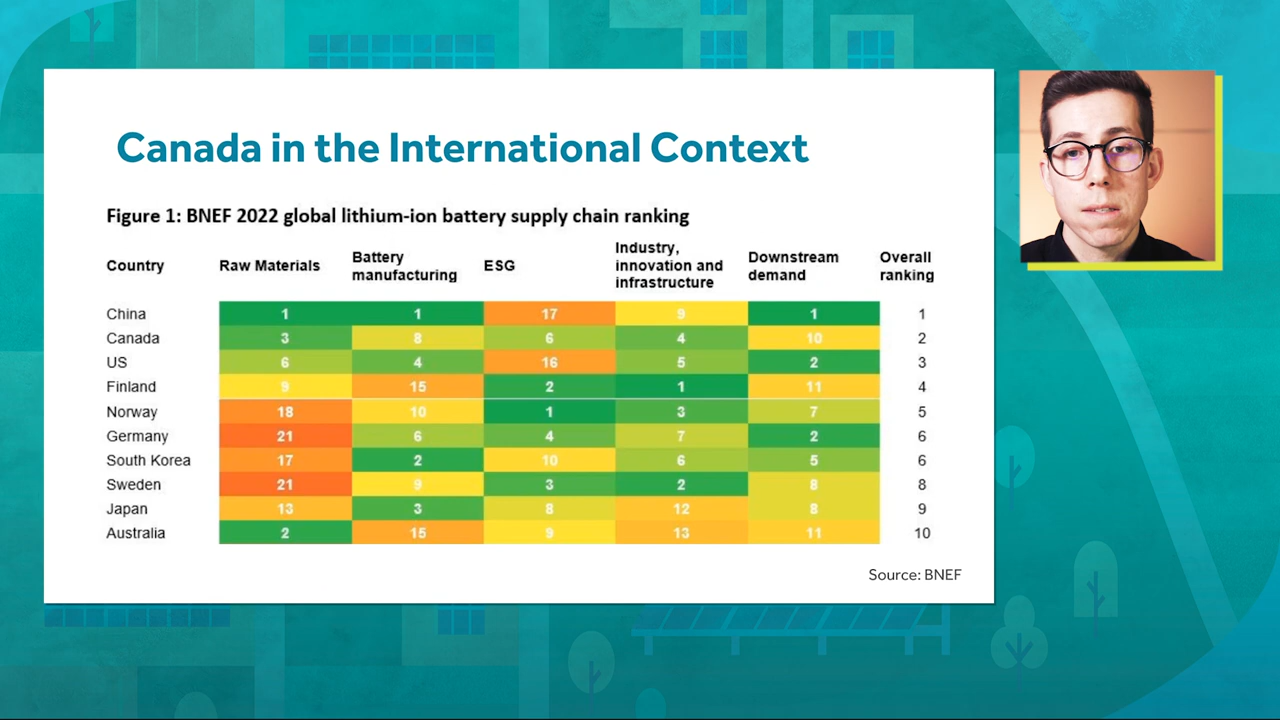 Canada in the International Context
Figure 1: BNEF 2022 global lithium-ion battery supply chain ranking
Country Raw Materials Battery manufacturing ESG Industry, innovation and infrastructure Downstream demand Overall ranking
China 1 1 17 9 1 1
Canada 3 8 6 4 10 2
US 6 4 16 5 2 3
Finland 9 15 2 1 11 4
Norway 18 10 1 3 7 5
Germany 21 6 4 7 2 6
South Korea 17 2 10 6 5 6
Sweden 21 9 3 2 8 8
Japan 13 3 8 12 8 9
Australia 2 15 9 13 11 10
Source: BNEF